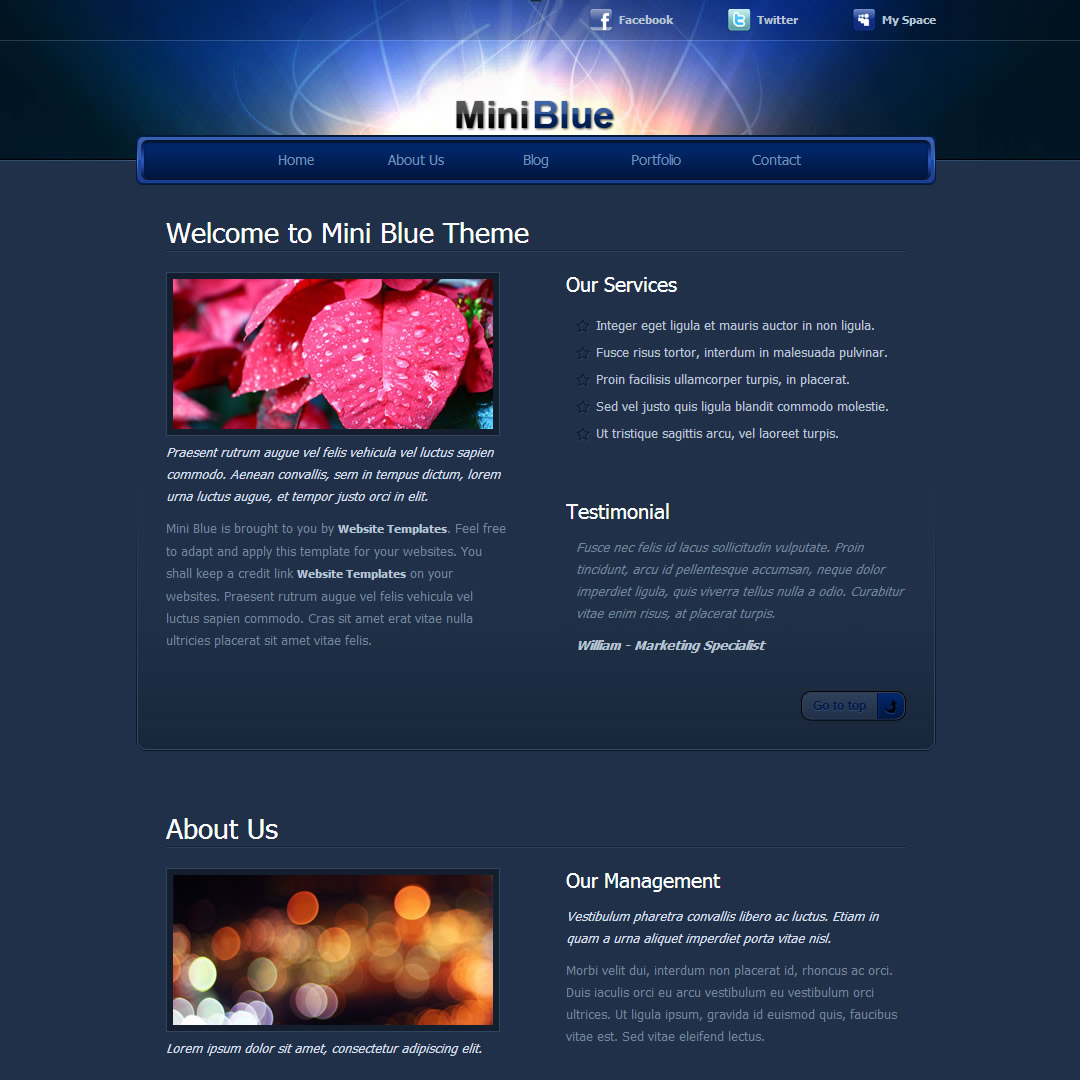 Facebook
Twitter
My Space
MiniBlue
Home
About Us
Blog
Portfolio
Contact
Welcome to Mini Blue Theme
Praesent rutrum augue vel felis vehicula vel luctus sapien
commodo. Aenean convallis, sem in tempus dictum, lorem
urna luctus augue, et tempor justo orci in elit.
Mini Blue is brought to you by Website Templates. Feel free
to adapt and apply this template for your websites. You
shall keep a credit link Website Templates on your
websites. Praesent rutrum augue vel felis vehicula vel
luctus sapien commodo. Cras sit amet erat vitae nulla
ultricies placerat sit amet vitae felis.
Our Services
Integer eget ligula et mauris auctor in non ligula.
Fusce risus tortor, interdum in malesuada pulvinar.
Proin facilisis ullamcorper turpis, in placerat.
Sed vel justo quis ligula blandit commodo molestie.
Ut tristique sagittis arcu, vel laoreet turpis.
Testimonial
Fusce nec felis id lacus sollicitudin vulputate. Proin
tincidunt, arcu id pellentesque accumsan, neque dolor
imperdiet ligula, quis viverra tellus nulla a odio. Curabitur
vitae enim risus, at placerat turpis.
William - Marketing Specialist
Go to top
About Us
Lorem ipsum dolor sit amet, consectetur adipiscing elit.
Our Management
Vestibulum pharetra convallis libero ac luctus. Etiam in
quam a urna aliquet imperdiet porta vitae nisl.
Morbi velit dui, interdum non placerat id, rhoncus ac orci.
Duis iaculis orci eu arcu vestibulum eu vestibulum orci
ultrices. Ut ligula ipsum, gravida id euismod quis, faucibus
vitae est. Sed vitae eleifend lectus.